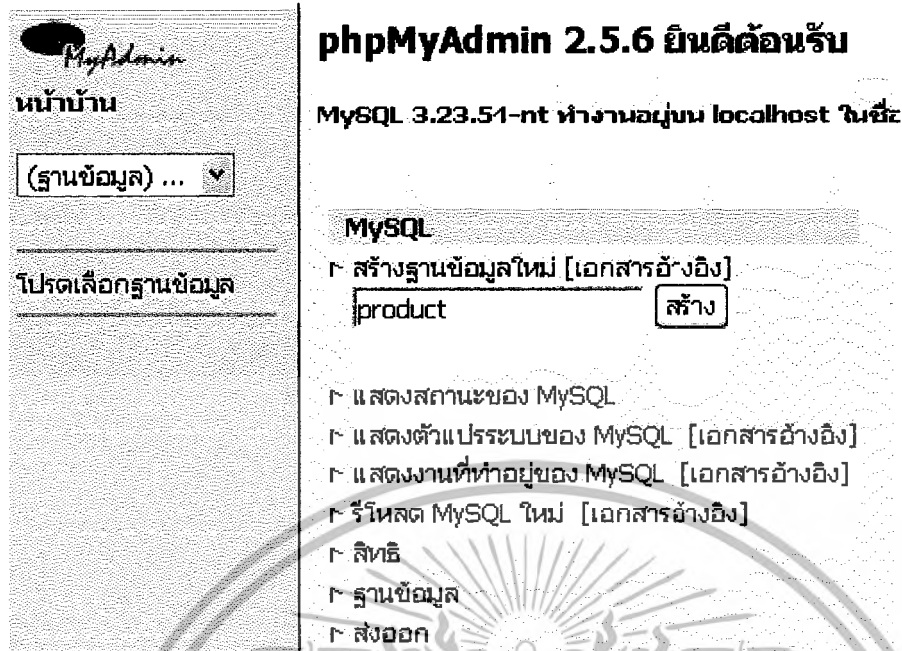 MyAdmin
หน้าบ้าน
(ฐานข้อมูล) ...
โปรดเลือกฐานข้อมูล
phpMyAdmin 2.5.6 ยินดีต้อนรับ
MySQL 3.23.51-nt ทำงานอยู่บน localhost ในชื่อ
MySQL
สร้างฐานข้อมูลใหม่ [เอกสารอ้างอิง]
product สร้าง
แสดงสถานะของ MySQL
แสดงตัวแปรระบบของ MySQL [เอกสารอ้างอิง]
แสดงงานที่ทำอยู่ของ MySQL [เอกสารอ้างอิง]
รีโหลด MySQL ใหม่ [เอกสารอ้างอิง]
สิทธิ
ฐานข้อมูล
ส่งออก